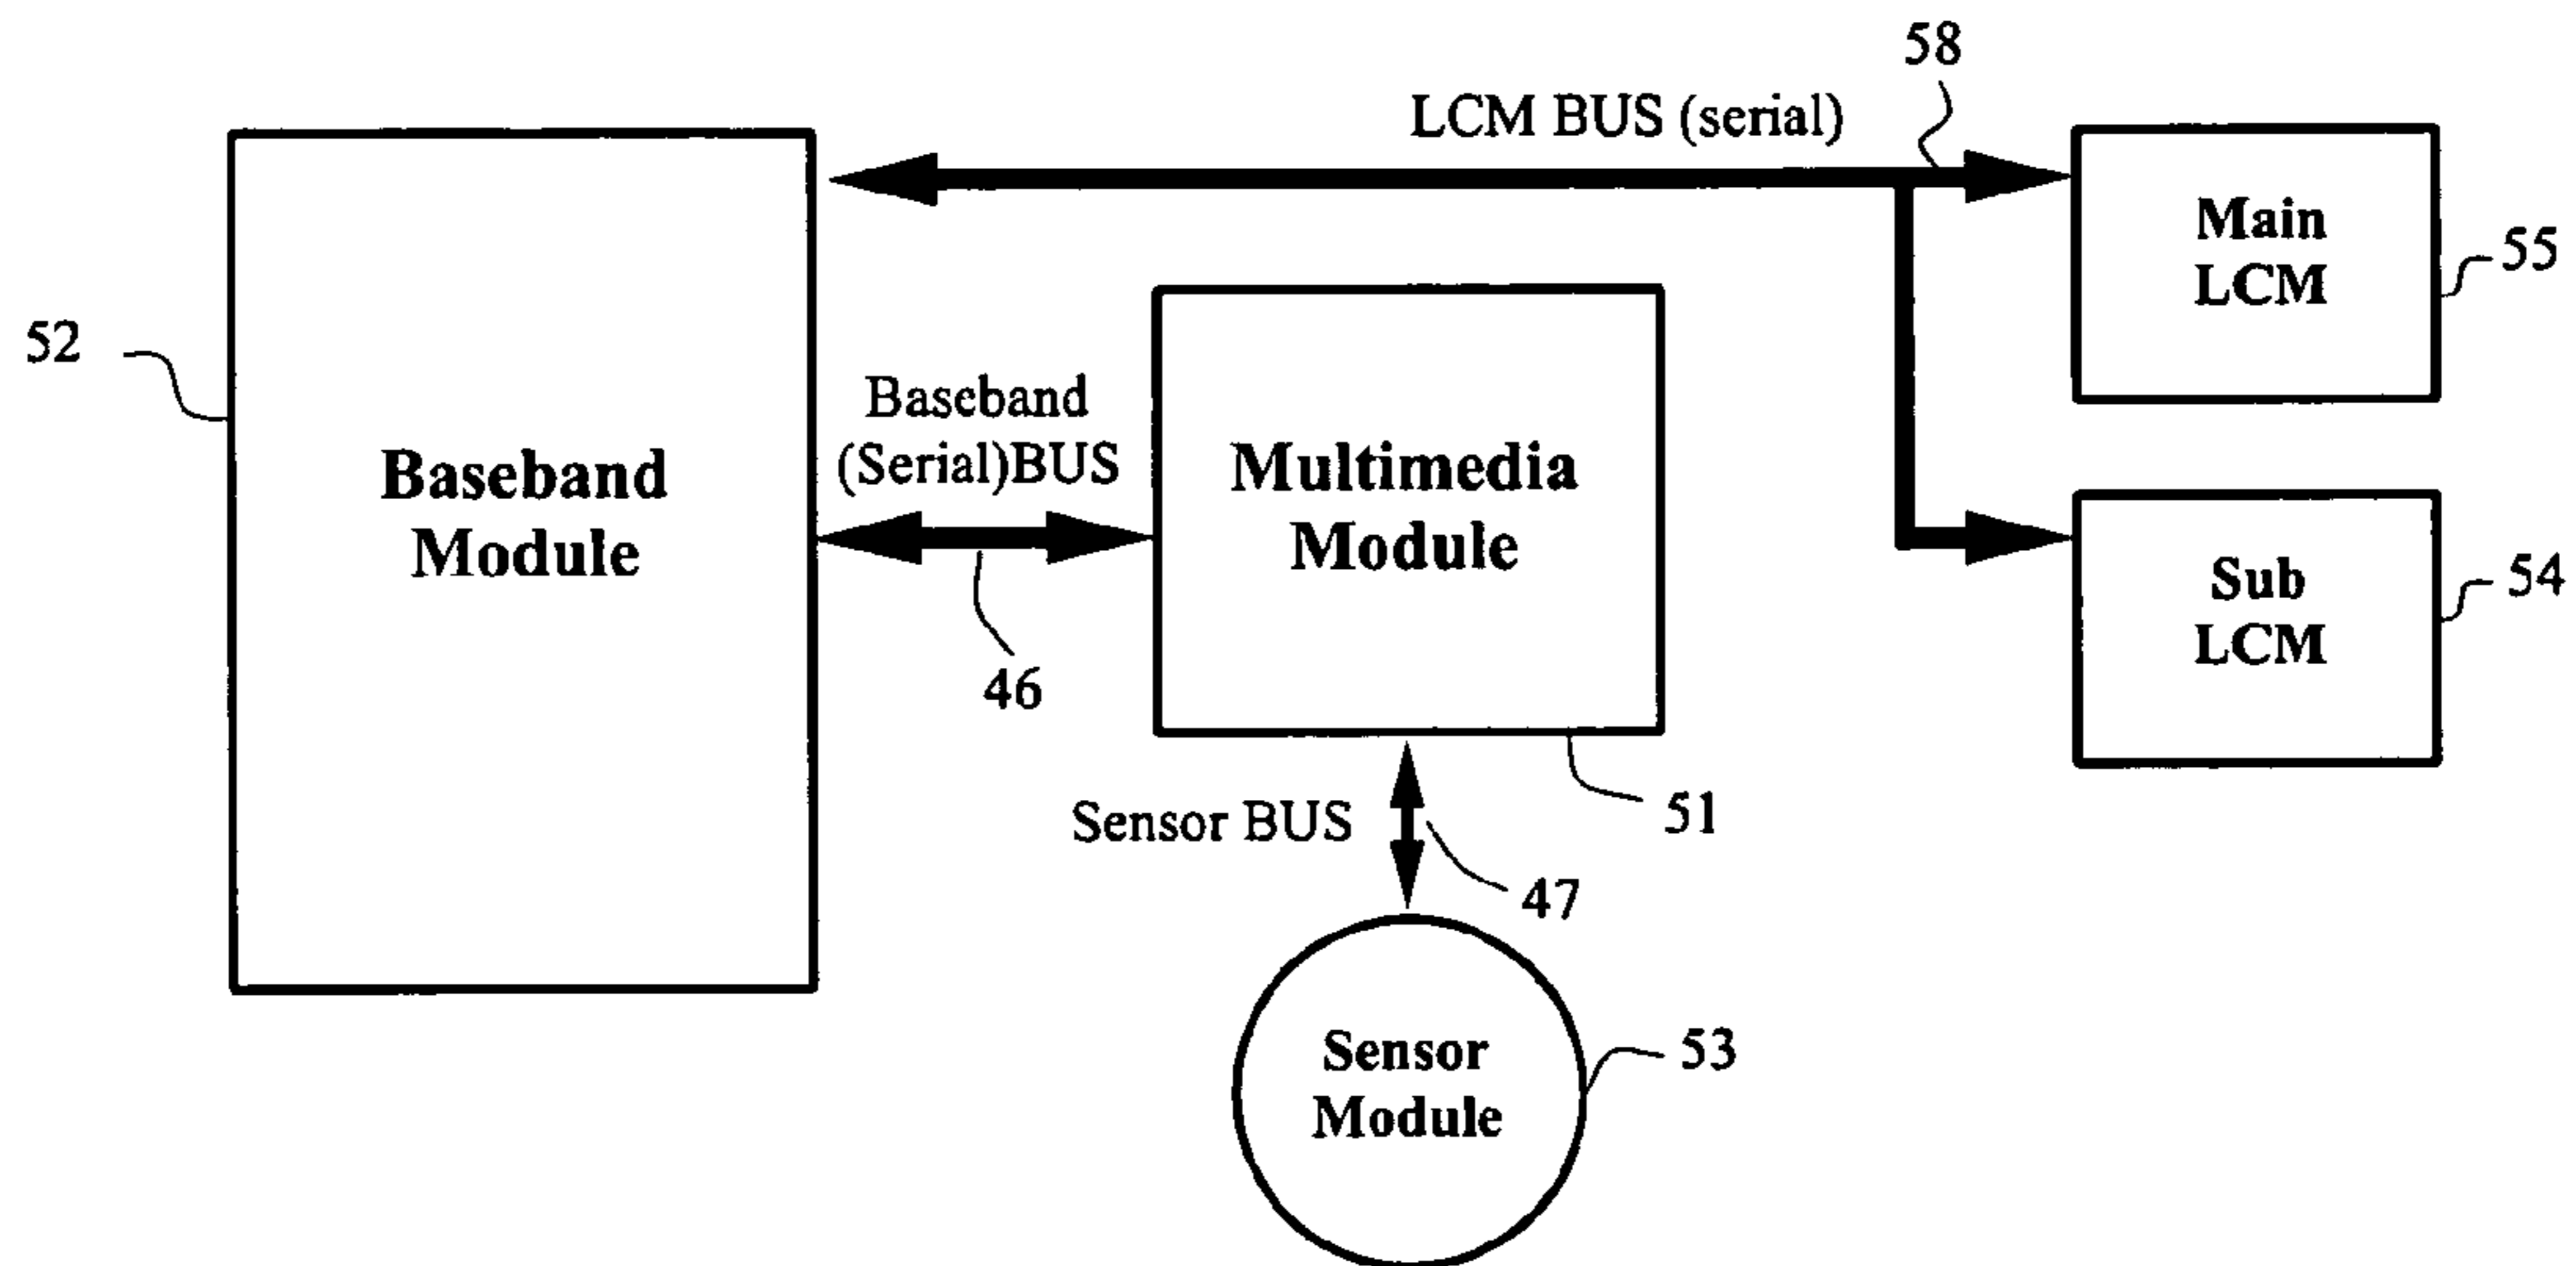 58
LCM BUS (serial)
Main
LCM
55
52
Baseband
(Serial)BUS
Baseband
Module
Multimedia
Module
46
Sub
LCM
54
51
Sensor BUS
47
Sensor
Module
53